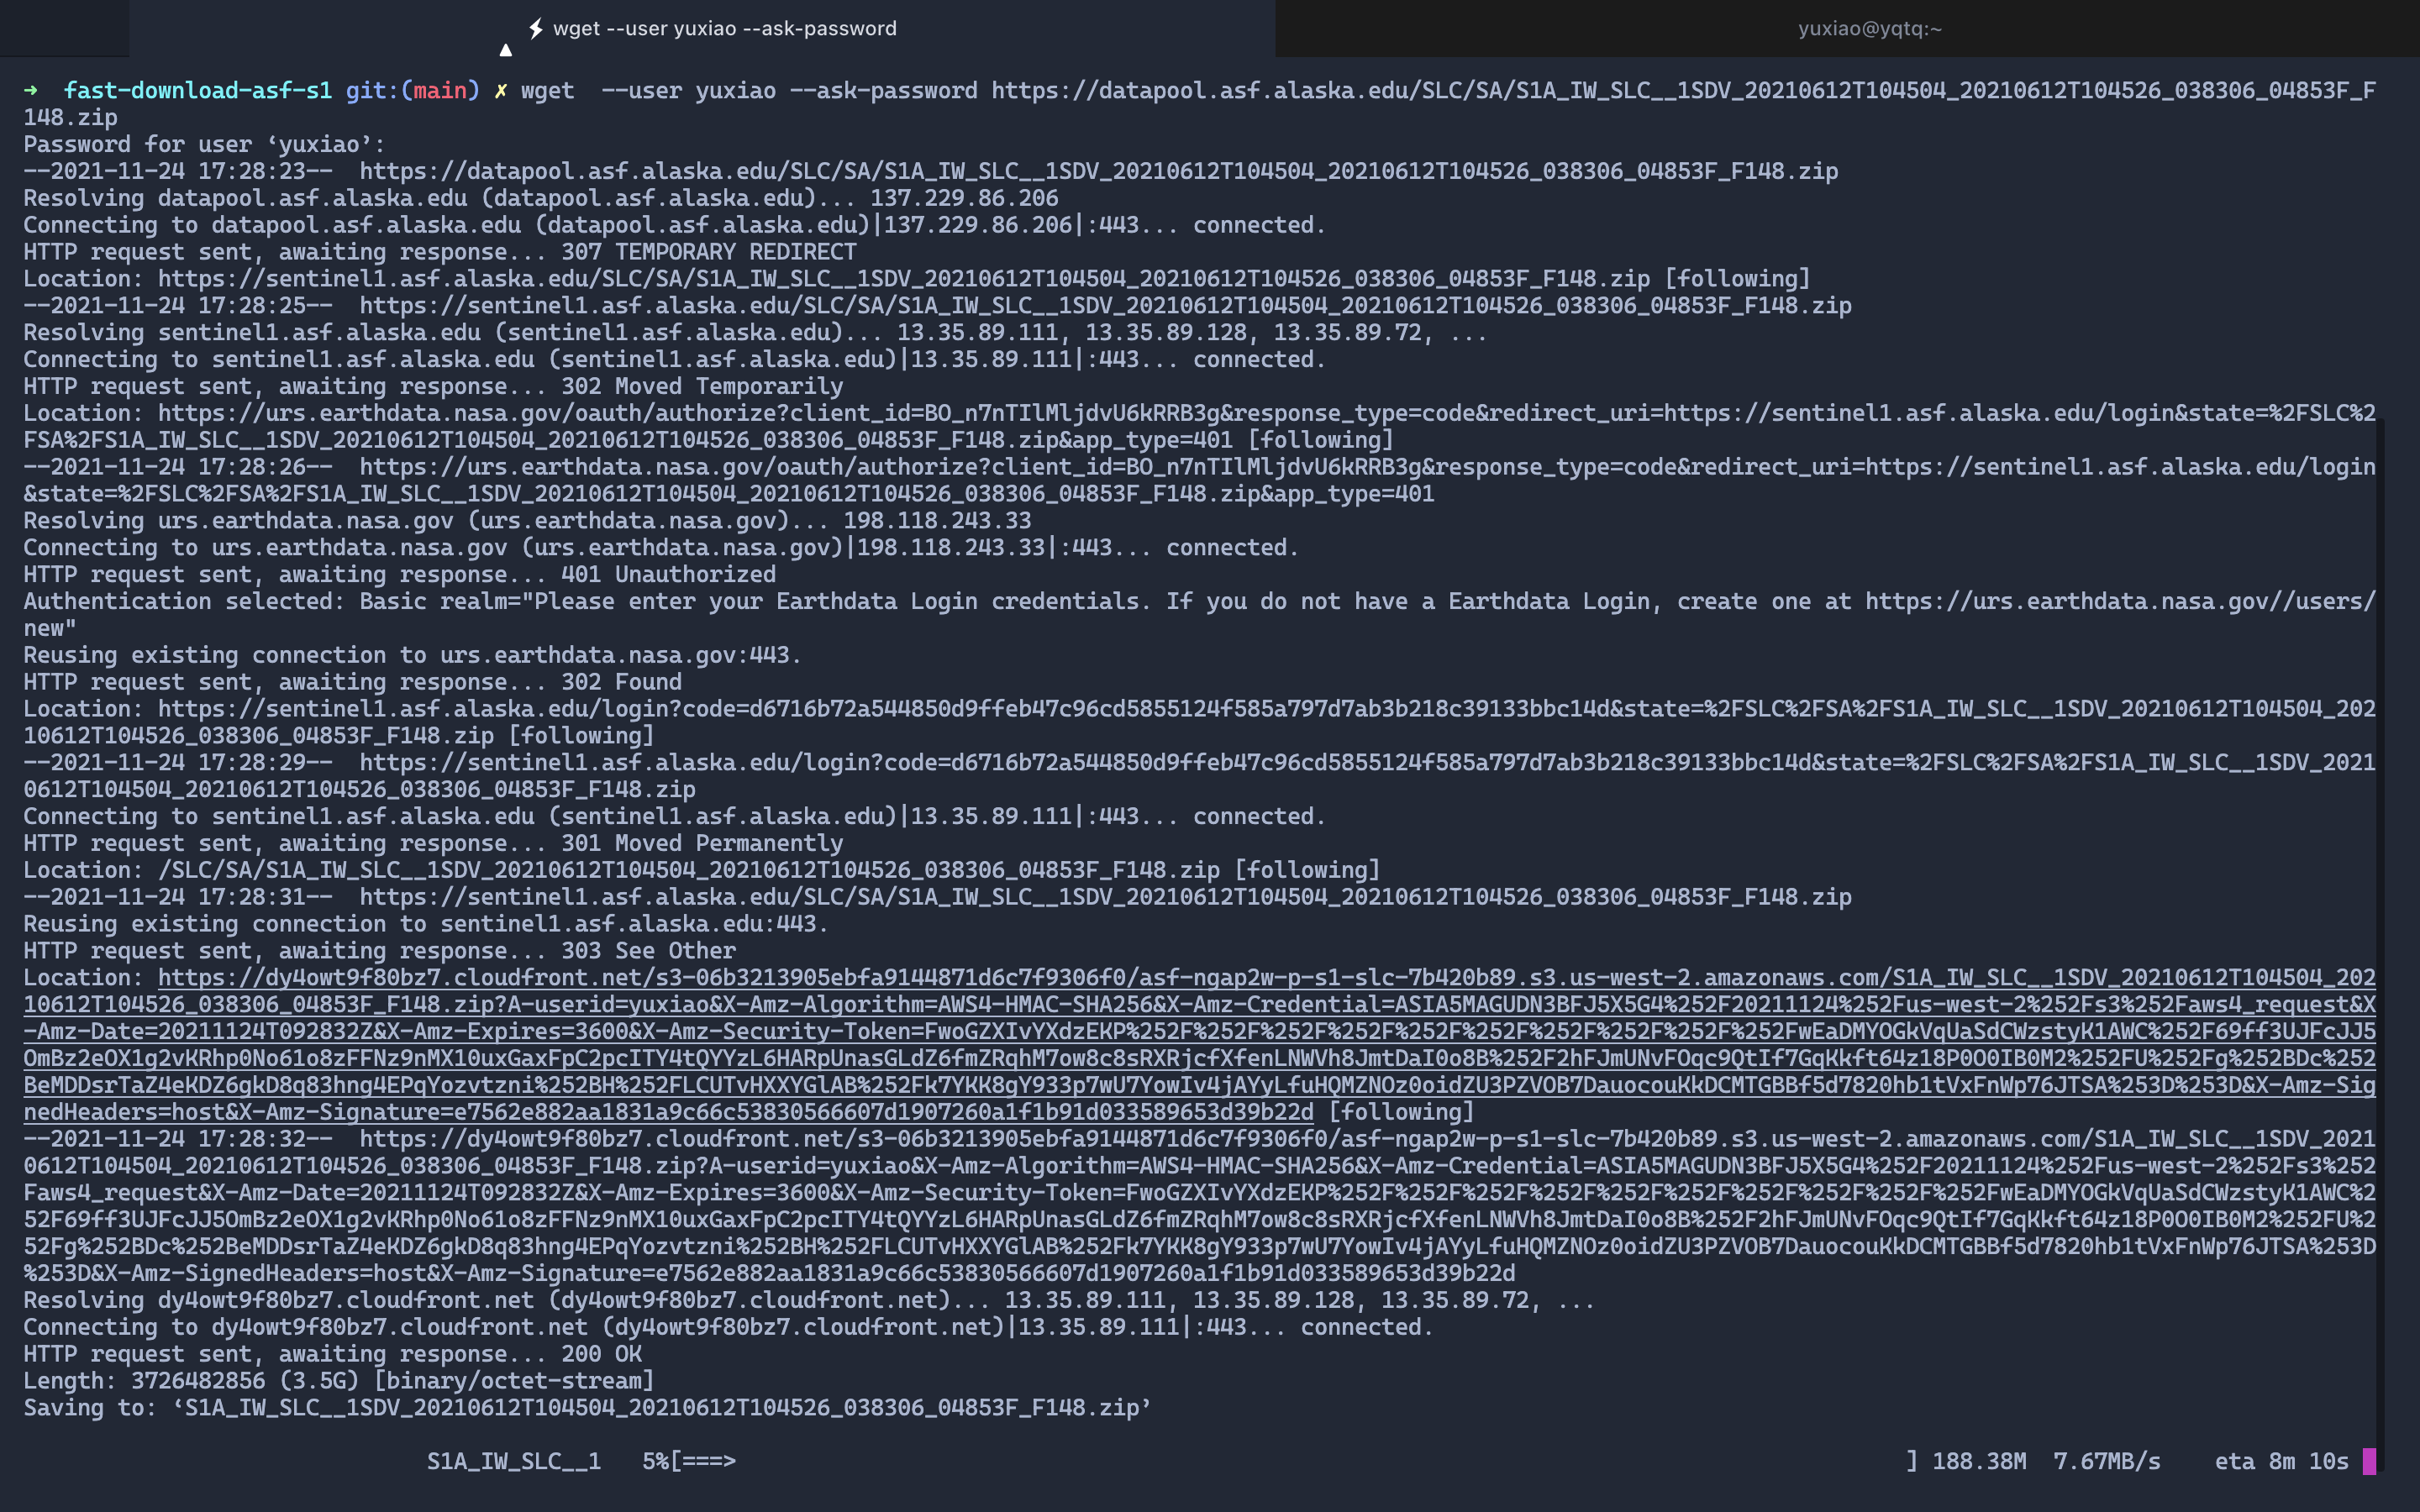 wget --user yuxiao --ask-password
yuxiao@yqtq:~
➜  fast-download-asf-s1 git:(main) ✗ wget  --user yuxiao --ask-password https://datapool.asf.alaska.edu/SLC/SA/S1A_IW_SLC__1SDV_20210612T104504_20210612T104526_038306_04853F_F
148.zip
Password for user ‘yuxiao’:
--2021-11-24 17:28:23--  https://datapool.asf.alaska.edu/SLC/SA/S1A_IW_SLC__1SDV_20210612T104504_20210612T104526_038306_04853F_F148.zip
Resolving datapool.asf.alaska.edu (datapool.asf.alaska.edu)... 137.229.86.206
Connecting to datapool.asf.alaska.edu (datapool.asf.alaska.edu)|137.229.86.206|:443... connected.
HTTP request sent, awaiting response... 307 TEMPORARY REDIRECT
Location: https://sentinel1.asf.alaska.edu/SLC/SA/S1A_IW_SLC__1SDV_20210612T104504_20210612T104526_038306_04853F_F148.zip [following]
--2021-11-24 17:28:25--  https://sentinel1.asf.alaska.edu/SLC/SA/S1A_IW_SLC__1SDV_20210612T104504_20210612T104526_038306_04853F_F148.zip
Resolving sentinel1.asf.alaska.edu (sentinel1.asf.alaska.edu)... 13.35.89.111, 13.35.89.128, 13.35.89.72, ...
Connecting to sentinel1.asf.alaska.edu (sentinel1.asf.alaska.edu)|13.35.89.111|:443... connected.
HTTP request sent, awaiting response... 302 Moved Temporarily
Location: https://urs.earthdata.nasa.gov/oauth/authorize?client_id=BO_n7nTIlMljdvU6kRRB3g&response_type=code&redirect_uri=https://sentinel1.asf.alaska.edu/login&state=%2FSLC%2
FSA%2FS1A_IW_SLC__1SDV_20210612T104504_20210612T104526_038306_04853F_F148.zip&app_type=401 [following]
--2021-11-24 17:28:26--  https://urs.earthdata.nasa.gov/oauth/authorize?client_id=BO_n7nTIlMljdvU6kRRB3g&response_type=code&redirect_uri=https://sentinel1.asf.alaska.edu/login
&state=%2FSLC%2FSA%2FS1A_IW_SLC__1SDV_20210612T104504_20210612T104526_038306_04853F_F148.zip&app_type=401
Resolving urs.earthdata.nasa.gov (urs.earthdata.nasa.gov)... 198.118.243.33
Connecting to urs.earthdata.nasa.gov (urs.earthdata.nasa.gov)|198.118.243.33|:443... connected.
HTTP request sent, awaiting response... 401 Unauthorized
Authentication selected: Basic realm="Please enter your Earthdata Login credentials. If you do not have a Earthdata Login, create one at https://urs.earthdata.nasa.gov//users/
new"
Reusing existing connection to urs.earthdata.nasa.gov:443.
HTTP request sent, awaiting response... 302 Found
Location: https://sentinel1.asf.alaska.edu/login?code=d6716b72a544850d9ffeb47c96cd5855124f585a797d7ab3b218c39133bbc14d&state=%2FSLC%2FSA%2FS1A_IW_SLC__1SDV_20210612T104504_202
10612T104526_038306_04853F_F148.zip [following]
--2021-11-24 17:28:29--  https://sentinel1.asf.alaska.edu/login?code=d6716b72a544850d9ffeb47c96cd5855124f585a797d7ab3b218c39133bbc14d&state=%2FSLC%2FSA%2FS1A_IW_SLC__1SDV_2021
0612T104504_20210612T104526_038306_04853F_F148.zip
Connecting to sentinel1.asf.alaska.edu (sentinel1.asf.alaska.edu)|13.35.89.111|:443... connected.
HTTP request sent, awaiting response... 301 Moved Permanently
Location: /SLC/SA/S1A_IW_SLC__1SDV_20210612T104504_20210612T104526_038306_04853F_F148.zip [following]
--2021-11-24 17:28:31--  https://sentinel1.asf.alaska.edu/SLC/SA/S1A_IW_SLC__1SDV_20210612T104504_20210612T104526_038306_04853F_F148.zip
Reusing existing connection to sentinel1.asf.alaska.edu:443.
HTTP request sent, awaiting response... 303 See Other
Location: https://dy4owt9f80bz7.cloudfront.net/s3-06b3213905ebfa9144871d6c7f9306f0/asf-ngap2w-p-s1-slc-7b420b89.s3.us-west-2.amazonaws.com/S1A_IW_SLC__1SDV_20210612T104504_202
10612T104526_038306_04853F_F148.zip?A-userid=yuxiao&X-Amz-Algorithm=AWS4-HMAC-SHA256&X-Amz-Credential=ASIA5MAGUDN3BFJ5X5G4%252F20211124%252Fus-west-2%252Fs3%252Faws4_request&X
-Amz-Date=20211124T092832Z&X-Amz-Expires=3600&X-Amz-Security-Token=FwoGZXIvYXdzEKP%252F%252F%252F%252F%252F%252F%252F%252F%252F%252FwEaDMYOGkVqUaSdCWzstyK1AWC%252F69ff3UJFcJJ5
OmBz2eOX1g2vKRhp0No61o8zFFNz9nMX10uxGaxFpC2pcITY4tQYYzL6HARpUnasGLdZ6fmZRqhM7ow8c8sRXRjcfXfenLNWVh8JmtDaI0o8B%252F2hFJmUNvFOqc9QtIf7GqKkft64z18P0O0IB0M2%252FU%252Fg%252BDc%252
BeMDDsrTaZ4eKDZ6gkD8q83hng4EPqYozvtzni%252BH%252FLCUTvHXXYGlAB%252Fk7YKK8gY933p7wU7YowIv4jAYyLfuHQMZNOz0oidZU3PZVOB7DauocouKkDCMTGBBf5d7820hb1tVxFnWp76JTSA%253D%253D&X-Amz-Sig
nedHeaders=host&X-Amz-Signature=e7562e882aa1831a9c66c53830566607d1907260a1f1b91d033589653d39b22d [following]
--2021-11-24 17:28:32--  https://dy4owt9f80bz7.cloudfront.net/s3-06b3213905ebfa9144871d6c7f9306f0/asf-ngap2w-p-s1-slc-7b420b89.s3.us-west-2.amazonaws.com/S1A_IW_SLC__1SDV_2021
0612T104504_20210612T104526_038306_04853F_F148.zip?A-userid=yuxiao&X-Amz-Algorithm=AWS4-HMAC-SHA256&X-Amz-Credential=ASIA5MAGUDN3BFJ5X5G4%252F20211124%252Fus-west-2%252Fs3%252
Faws4_request&X-Amz-Date=20211124T092832Z&X-Amz-Expires=3600&X-Amz-Security-Token=FwoGZXIvYXdzEKP%252F%252F%252F%252F%252F%252F%252F%252F%252F%252FwEaDMYOGkVqUaSdCWzstyK1AWC%2
52F69ff3UJFcJJ5OmBz2eOX1g2vKRhp0No61o8zFFNz9nMX10uxGaxFpC2pcITY4tQYYzL6HARpUnasGLdZ6fmZRqhM7ow8c8sRXRjcfXfenLNWVh8JmtDaI0o8B%252F2hFJmUNvFOqc9QtIf7GqKkft64z18P0O0IB0M2%252FU%2
52Fg%252BDc%252BeMDDsrTaZ4eKDZ6gkD8q83hng4EPqYozvtzni%252BH%252FLCUTvHXXYGlAB%252Fk7YKK8gY933p7wU7YowIv4jAYyLfuHQMZNOz0oidZU3PZVOB7DauocouKkDCMTGBBf5d7820hb1tVxFnWp76JTSA%253D
%253D&X-Amz-SignedHeaders=host&X-Amz-Signature=e7562e882aa1831a9c66c53830566607d1907260a1f1b91d033589653d39b22d
Resolving dy4owt9f80bz7.cloudfront.net (dy4owt9f80bz7.cloudfront.net)... 13.35.89.111, 13.35.89.128, 13.35.89.72, ...
Connecting to dy4owt9f80bz7.cloudfront.net (dy4owt9f80bz7.cloudfront.net)|13.35.89.111|:443... connected.
HTTP request sent, awaiting response... 200 OK
Length: 3726482856 (3.5G) [binary/octet-stream]
Saving to: ‘S1A_IW_SLC__1SDV_20210612T104504_20210612T104526_038306_04853F_F148.zip’
S1A_IW_SLC__1   5%[===>                    ] 188.38M  7.67MB/s    eta 8m 10s